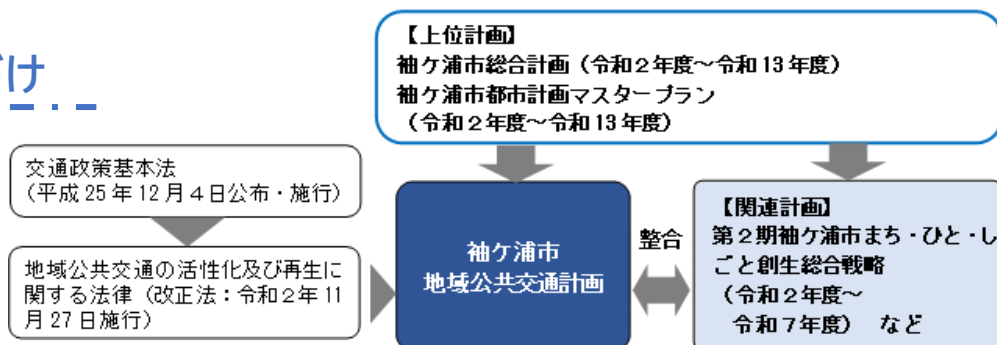 け
【上位計画】
袖ケ浦市総合計画（令和２年度～令和13年度）
袖ケ浦市都市計画マスタープラン
（令和２年度～令和13年度）
交通政策基本法
（平成25年12月４日公布・施行）
地域公共交通の活性化及び再生に
関する法律（改正法：令和２年11
月27日施行）
袖ケ浦市
地域公共交通計画
整合
【関連計画】
第２期袖ケ浦市まち・ひと・し
ごと創生総合戦略
（令和２年度～
令和７年度）　など